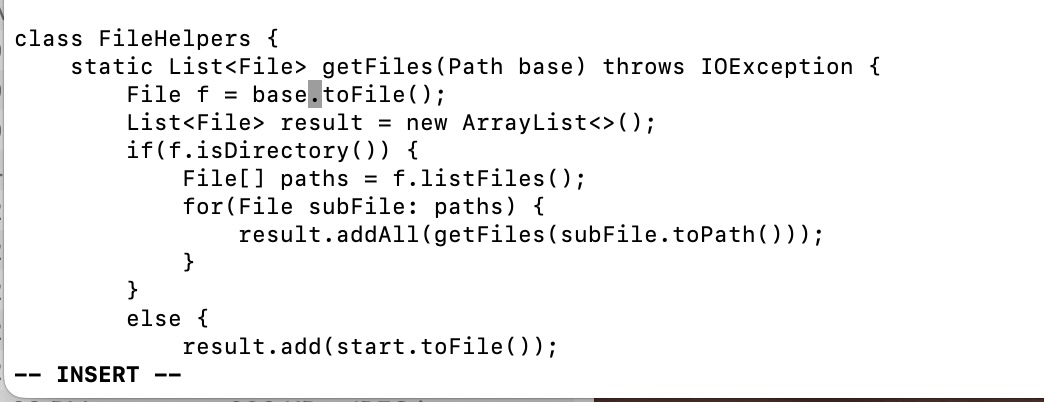 class FileHelpers {
    static List<File> getFiles(Path base) throws IOException {
        File f = base.toFile();
        List<File> result = new ArrayList<>();
        if(f.isDirectory()) {
            File[] paths = f.listFiles();
            for(File subFile: paths) {
                result.addAll(getFiles(subFile.toPath()));
            }
        }
        else {
            result.add(start.toFile());
-- INSERT --